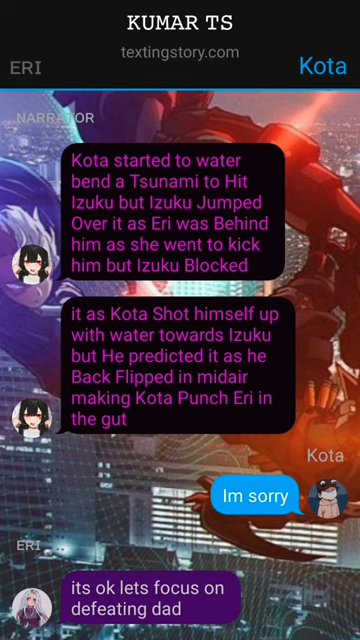 KUMAR TS
textingstory.com
ERI
Kota
NARRATOR
Kota started to water
bend a Tsunami to Hit
Izuku but Izuku Jumped
Over it as Eri was Behind
him as she went to kick
him but Izuku Blocked
it as Kota Shot himself up
with water towards Izuku
but He predicted it as he
Back Flipped in midair
making Kota Punch Eri in
the gut
Kota
Im sorry
ERI
its ok lets focus on
defeating dad